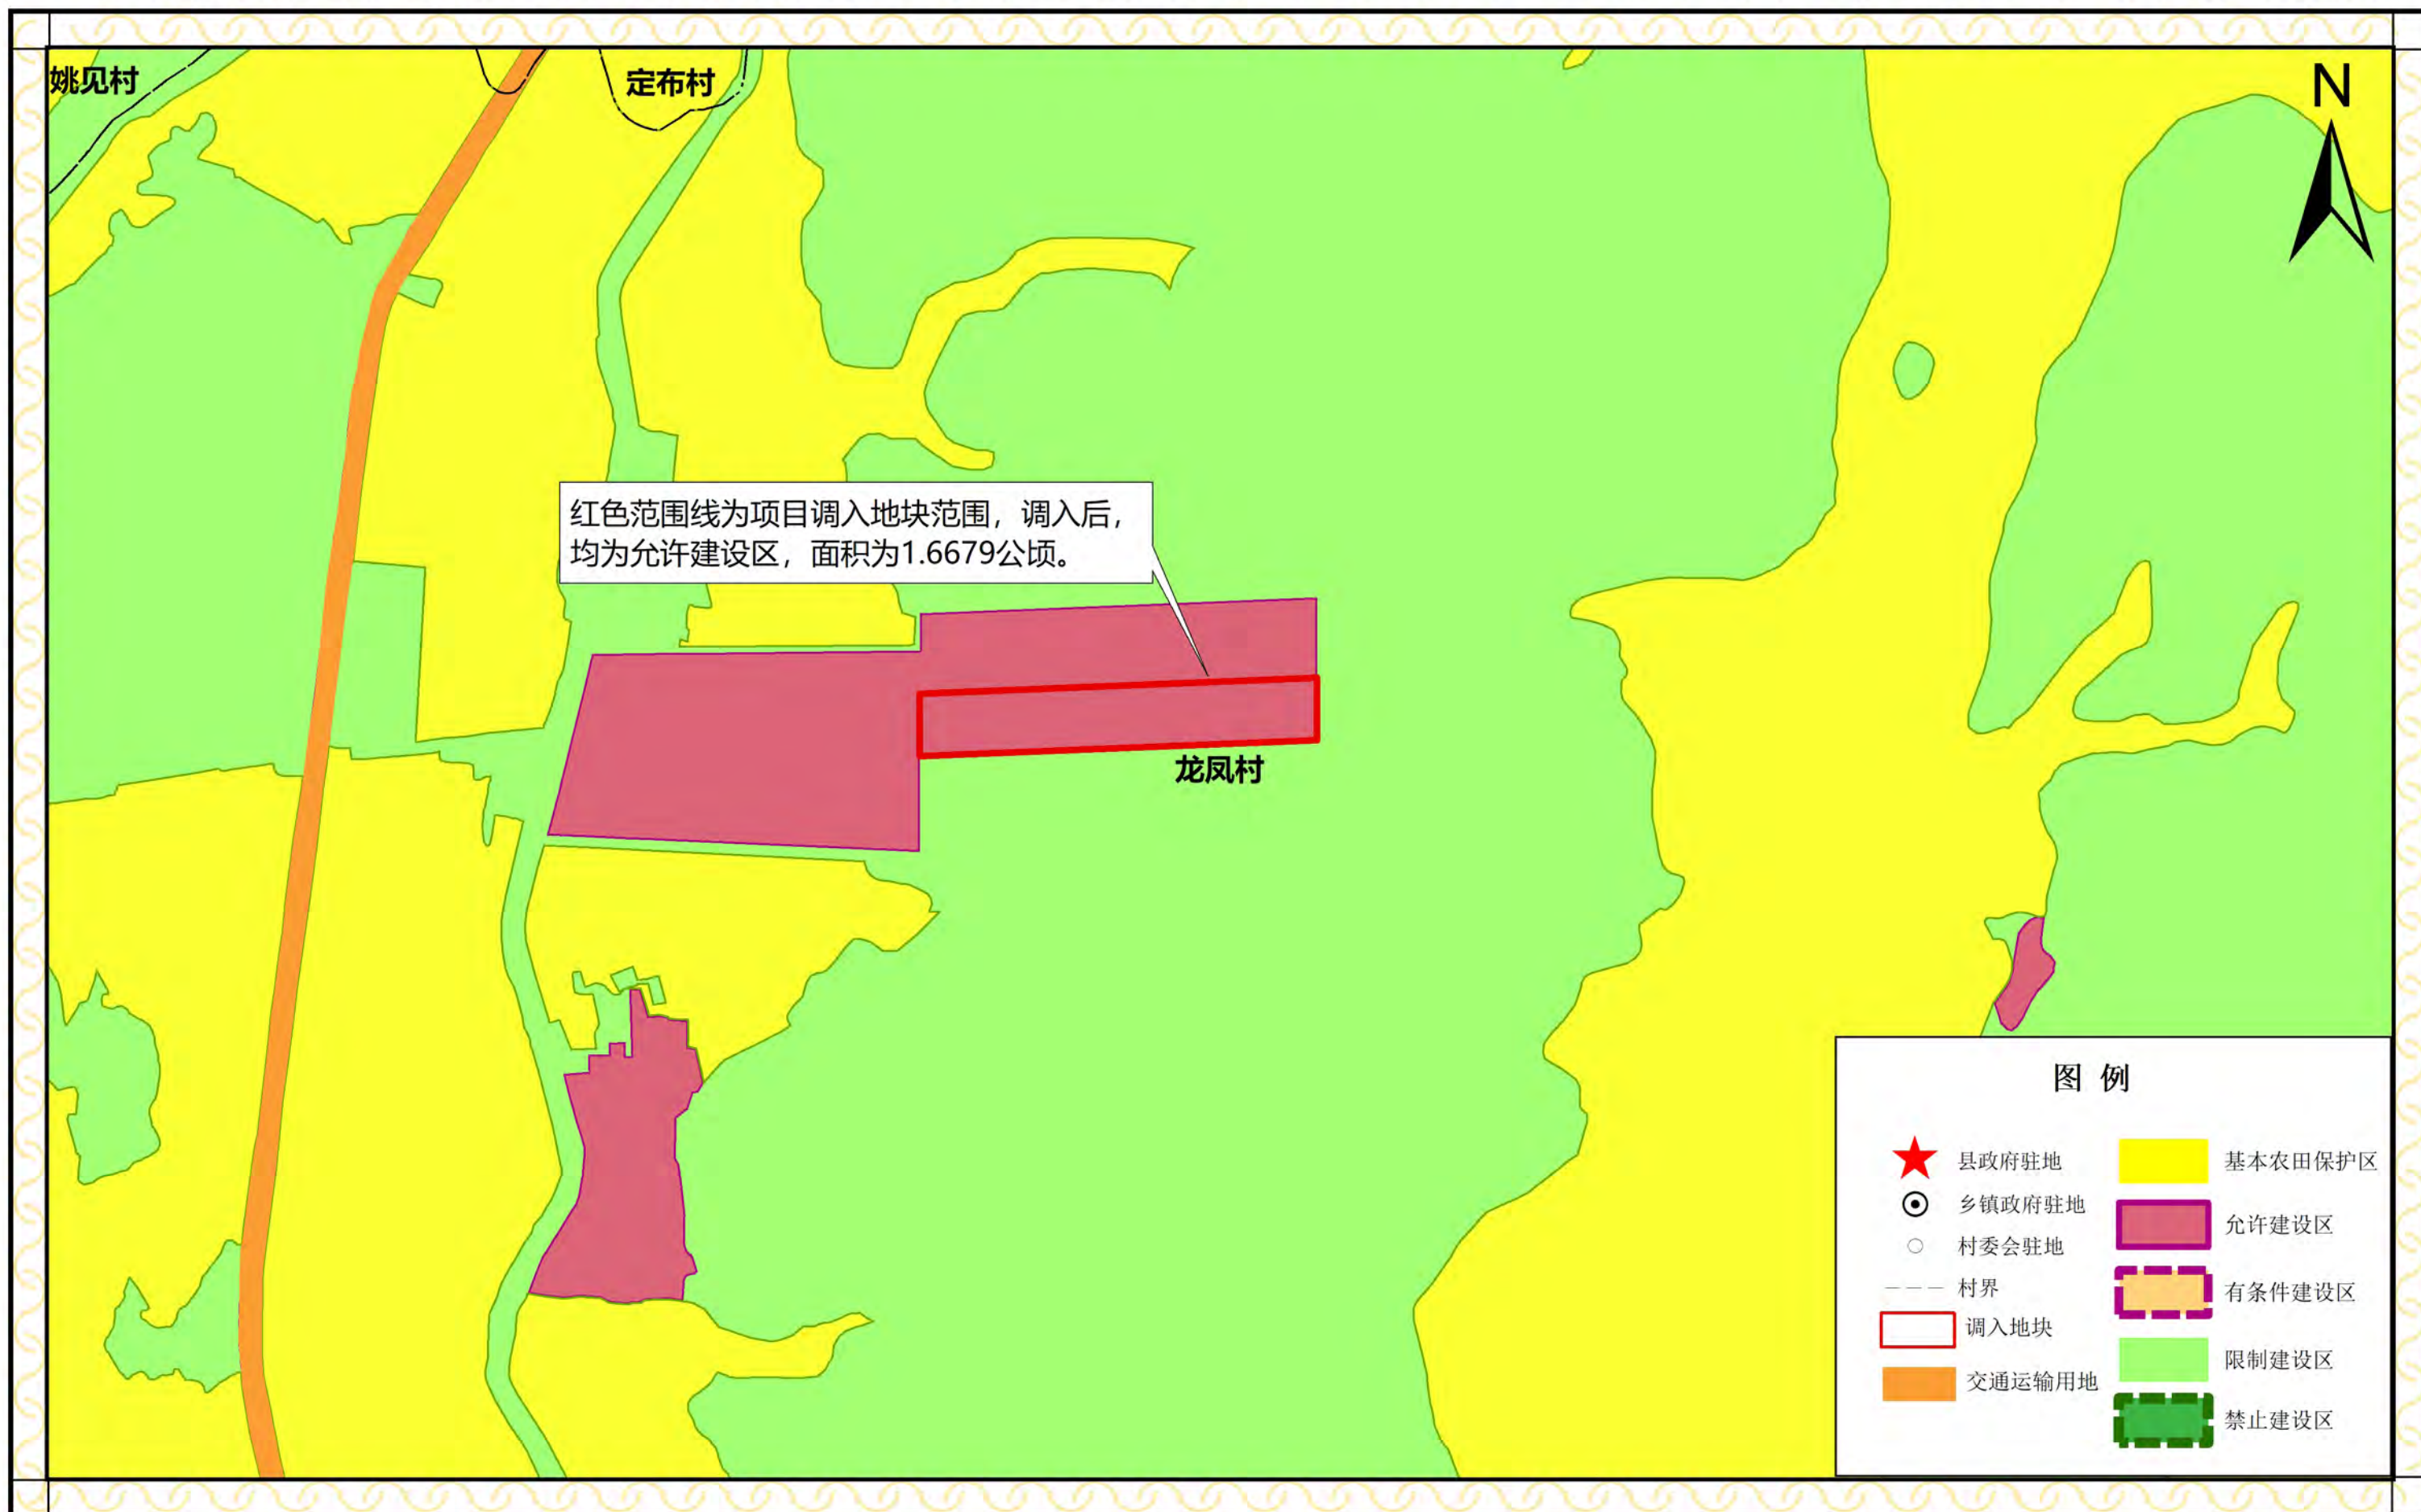 姚见村
定布村
N
红色范围线为项目调入地块范围，调入后，
均为允许建设区，面积为1.6679公顷。
龙凤村
图 例
县政府驻地
乡镇政府驻地
村委会驻地
村界
调入地块
交通运输用地
基本农田保护区
允许建设区
有条件建设区
限制建设区
禁止建设区